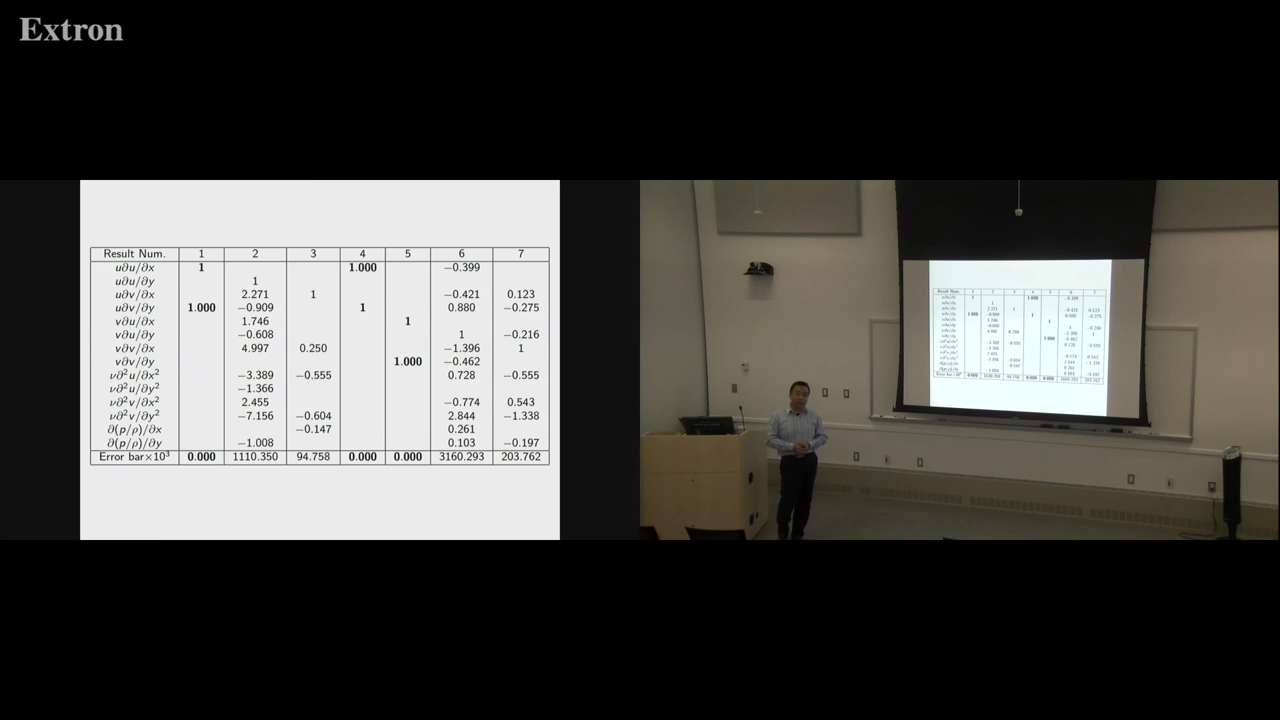 Extron
Result Num. 1 2 3 4 5 6 7
u∂u/∂x 1 1.000 −0.399
u∂u/∂y 1
u∂v/∂x 2.271 1 −0.421 0.123
u∂v/∂y 1.000 −0.909 1 0.880 −0.275
v∂u/∂x 1.746 1
v∂u/∂y −0.608 1 −0.216
v∂v/∂x 4.997 0.250 −1.396 1
v∂v/∂y 1.000 −0.462
ν∂²u/∂x² −3.389 −0.555 0.728 −0.555
ν∂²u/∂y² −1.366
ν∂²v/∂x² 2.455 −0.774 0.543
ν∂²v/∂y² −7.156 −0.604 2.844 −1.338
∂(p/ρ)/∂x −0.147 0.261
∂(p/ρ)/∂y −1.008 0.103 −0.197
Error bar×10³ 0.000 1110.350 94.758 0.000 0.000 3160.293 203.762